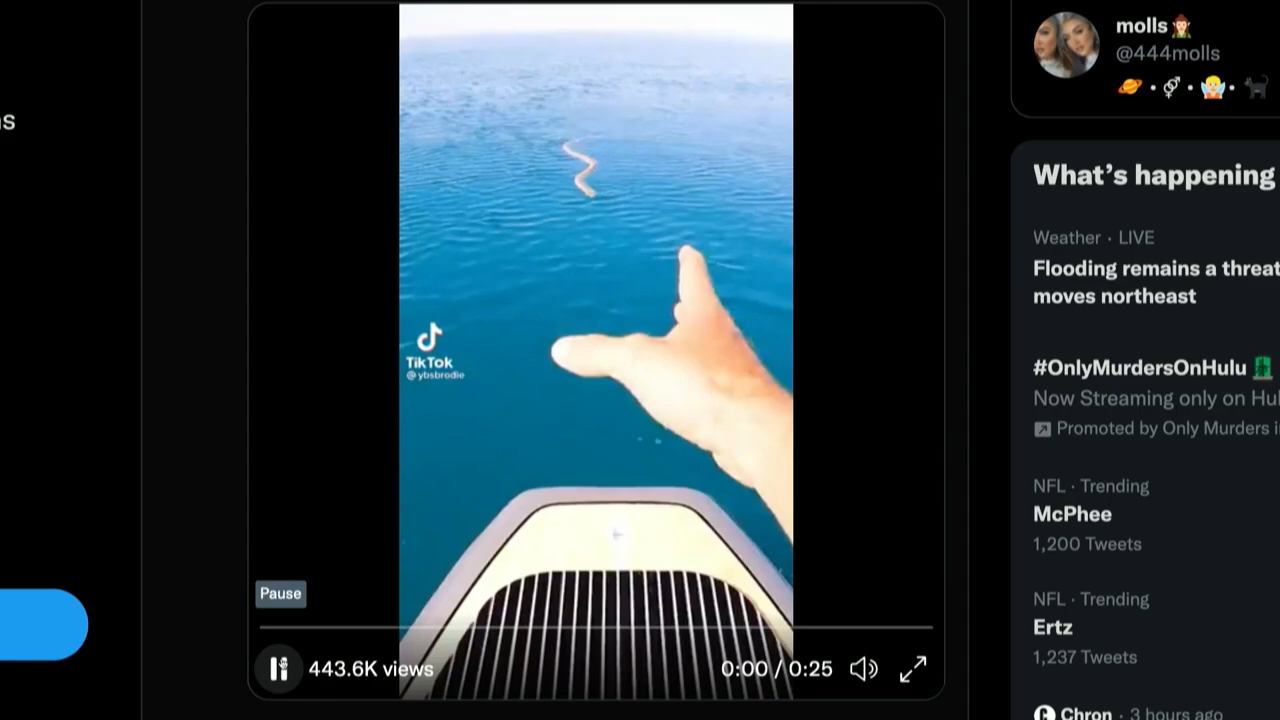 ns
TikTok
@ybsbrodie
Pause
443.6K views
0:00 / 0:25
molls
@444molls
What's happening
Weather · LIVE
Flooding remains a threat
moves northeast
#OnlyMurdersOnHulu
Now Streaming only on Hul
Promoted by Only Murders i
NFL · Trending
McPhee
1,200 Tweets
NFL · Trending
Ertz
1,237 Tweets
Chron · 3 hours ago